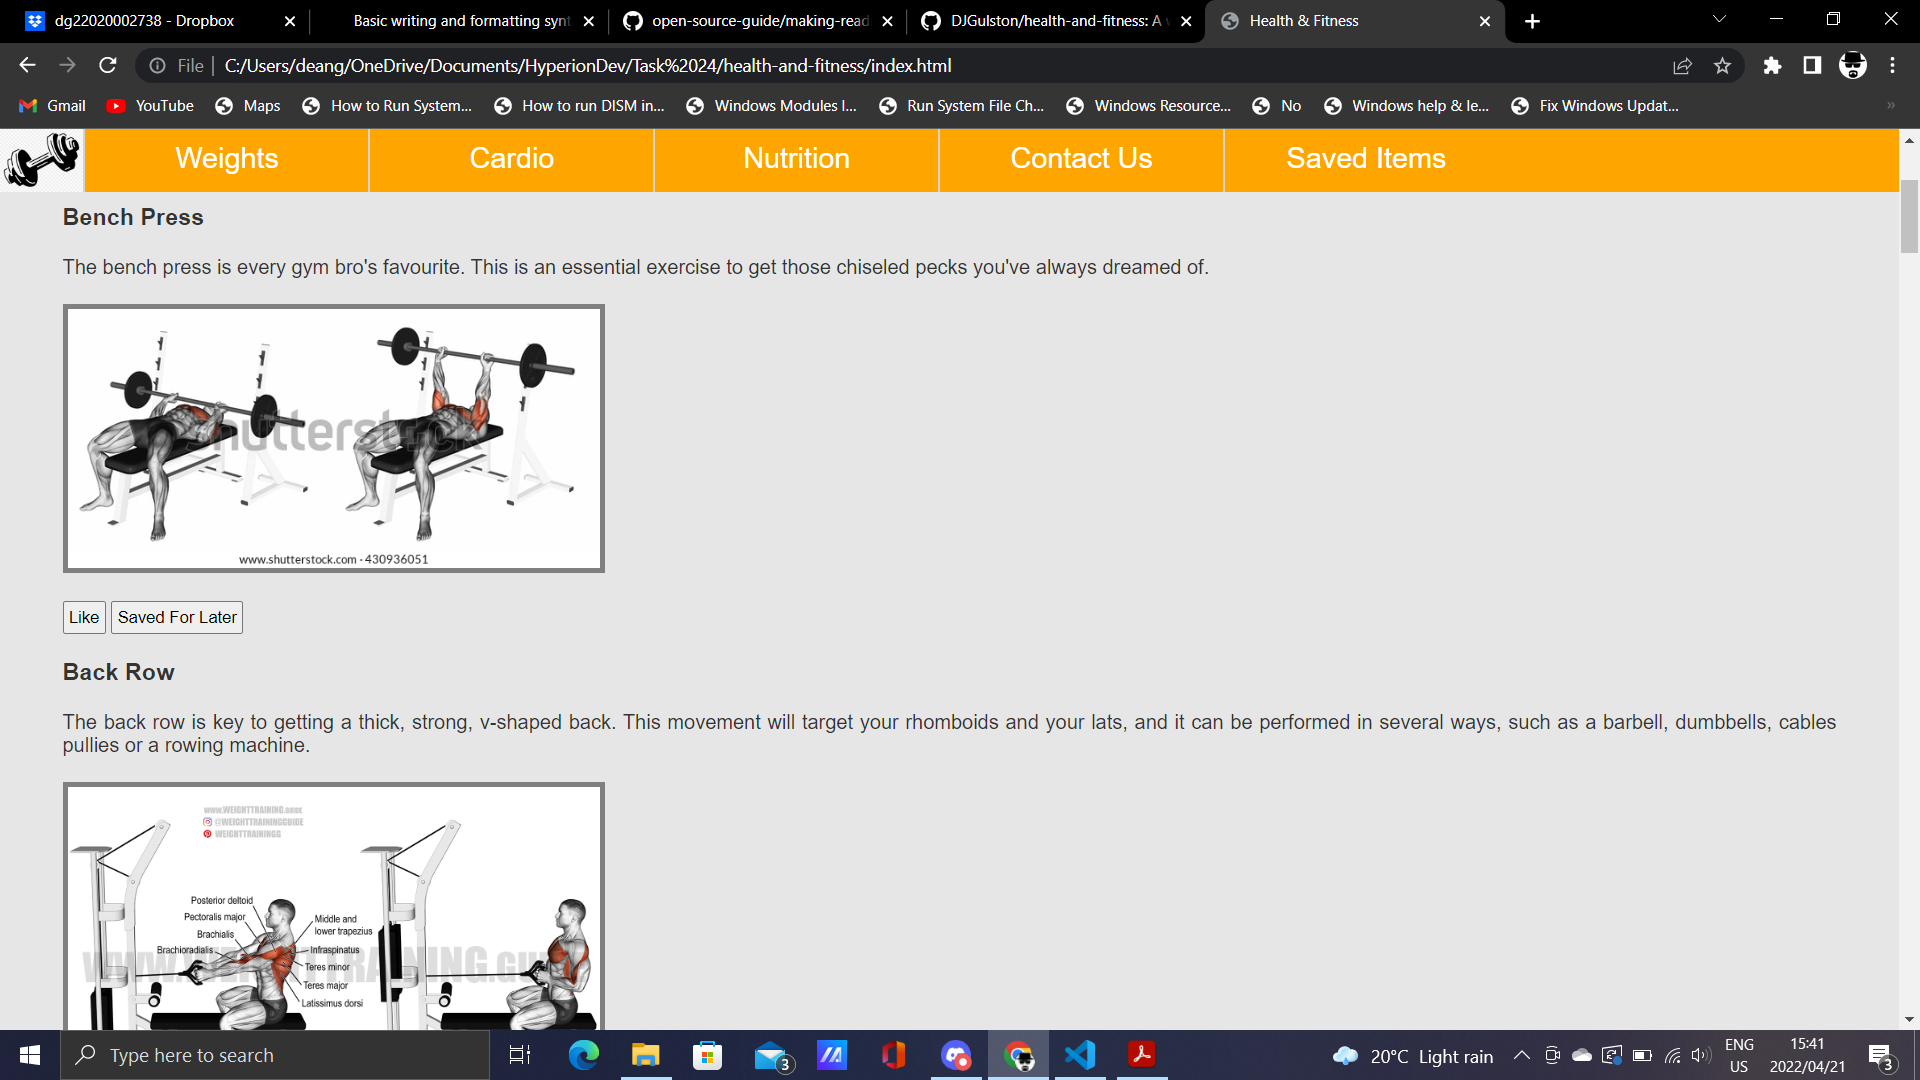 dg22020002738 - Dropbox
Basic writing and formatting synt
open-source-guide/making-read
DJGulston/health-and-fitness: A w
Health & Fitness
File
C:/Users/deang/OneDrive/Documents/HyperionDev/Task%2024/health-and-fitness/index.html
Gmail
YouTube
Maps
How to Run System...
How to run DISM in...
Windows Modules I...
Run System File Ch...
Windows Resource...
No
Windows help & le...
Fix Windows Updat...
Weights
Cardio
Nutrition
Contact Us
Saved Items
Bench Press
The bench press is every gym bro's favourite. This is an essential exercise to get those chiseled pecks you've always dreamed of.
shutterstock
www.shutterstock.com · 430936051
Like
Saved For Later
Back Row
The back row is key to getting a thick, strong, v-shaped back. This movement will target your rhomboids and your lats, and it can be performed in several ways, such as a barbell, dumbbells, cables
pullies or a rowing machine.
www.WEIGHTTRAINING.GUIDE
@WEIGHTTRAININGGUIDE
WEIGHTTRAININGG
Posterior deltoid
Pectoralis major
Brachialis
Brachioradialis
Middle and
lower trapezius
Infraspinatus
Teres minor
Teres major
Latissimus dorsi
Type here to search
3
20°C Light rain
ENG
US
15:41
2022/04/21
3